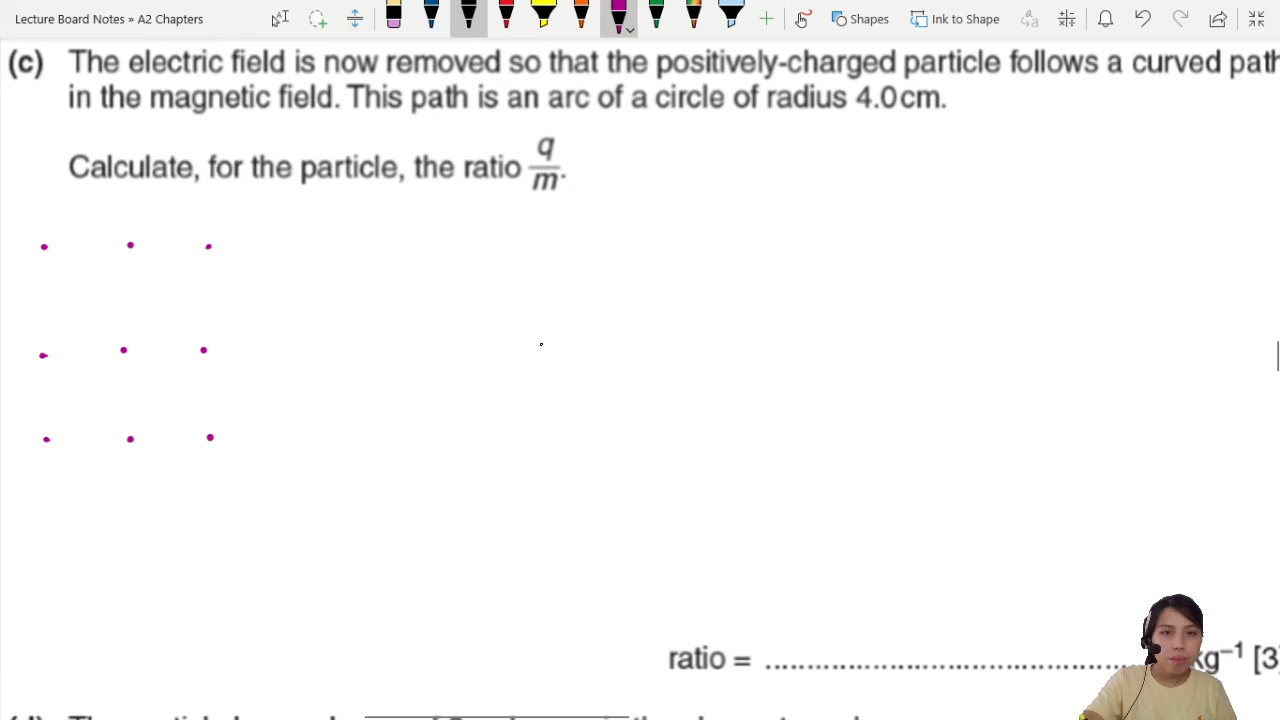 Lecture Board Notes » A2 Chapters
Shapes
Ink to Shape
(c) The electric field is now removed so that the positively-charged particle follows a curved path
in the magnetic field. This path is an arc of a circle of radius 4.0 cm.
Calculate, for the particle, the ratio q/m.
ratio = ............................................... kg⁻¹ [3]